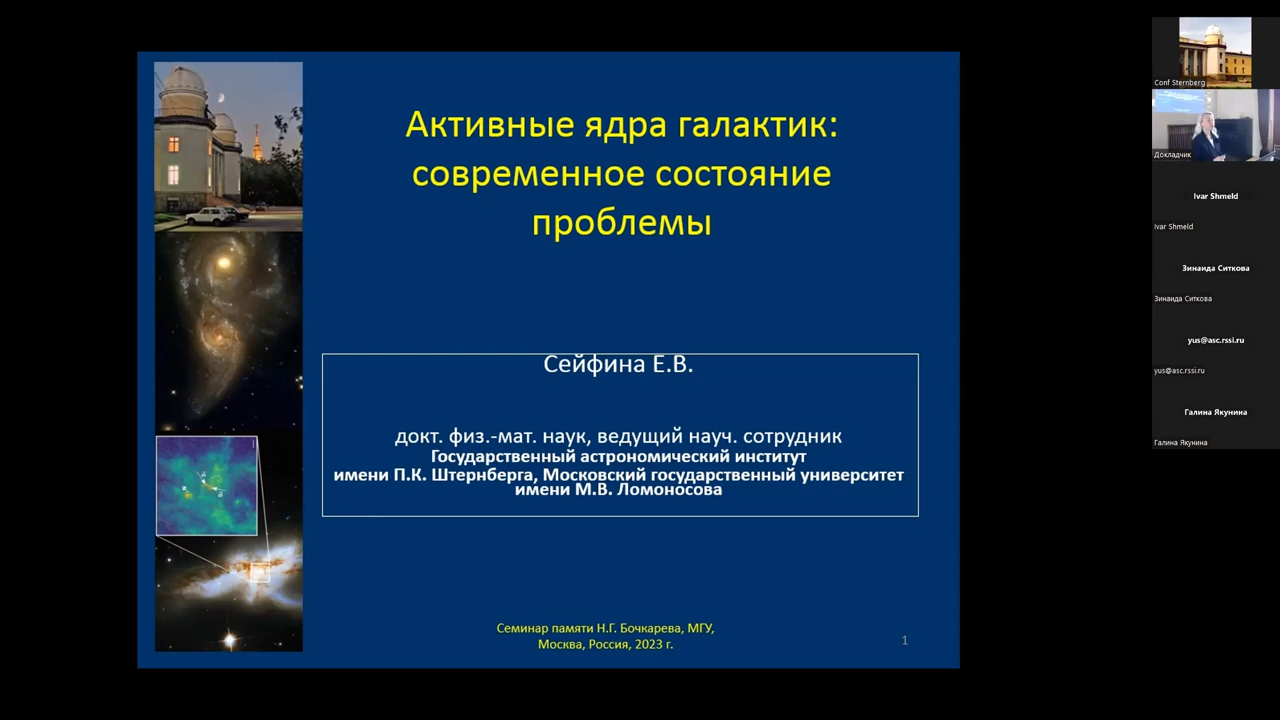 Активные ядра галактик:
современное состояние
проблемы
Сейфина Е.В.
докт. физ.-мат. наук, ведущий науч. сотрудник
Государственный астрономический институт
имени П.К. Штернберга, Московский государственный университет
имени М.В. Ломоносова
Семинар памяти Н.Г. Бочкарева, МГУ,
Москва, Россия, 2023 г.
1
Conf Sternberg
Докладчик
Ivar Shmeld
Ivar Shmeld
Зинаида Ситкова
Зинаида Ситкова
yus@asc.rssi.ru
yus@asc.rssi.ru
Галина Якунина
Галина Якунина